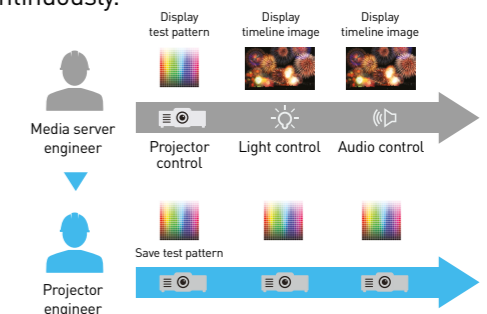 ntinuously.
Display
test pattern
Display
timeline image
Display
timeline image
Media server
engineer
Projector
control
Light control
Audio control
Save test pattern
Projector
engineer